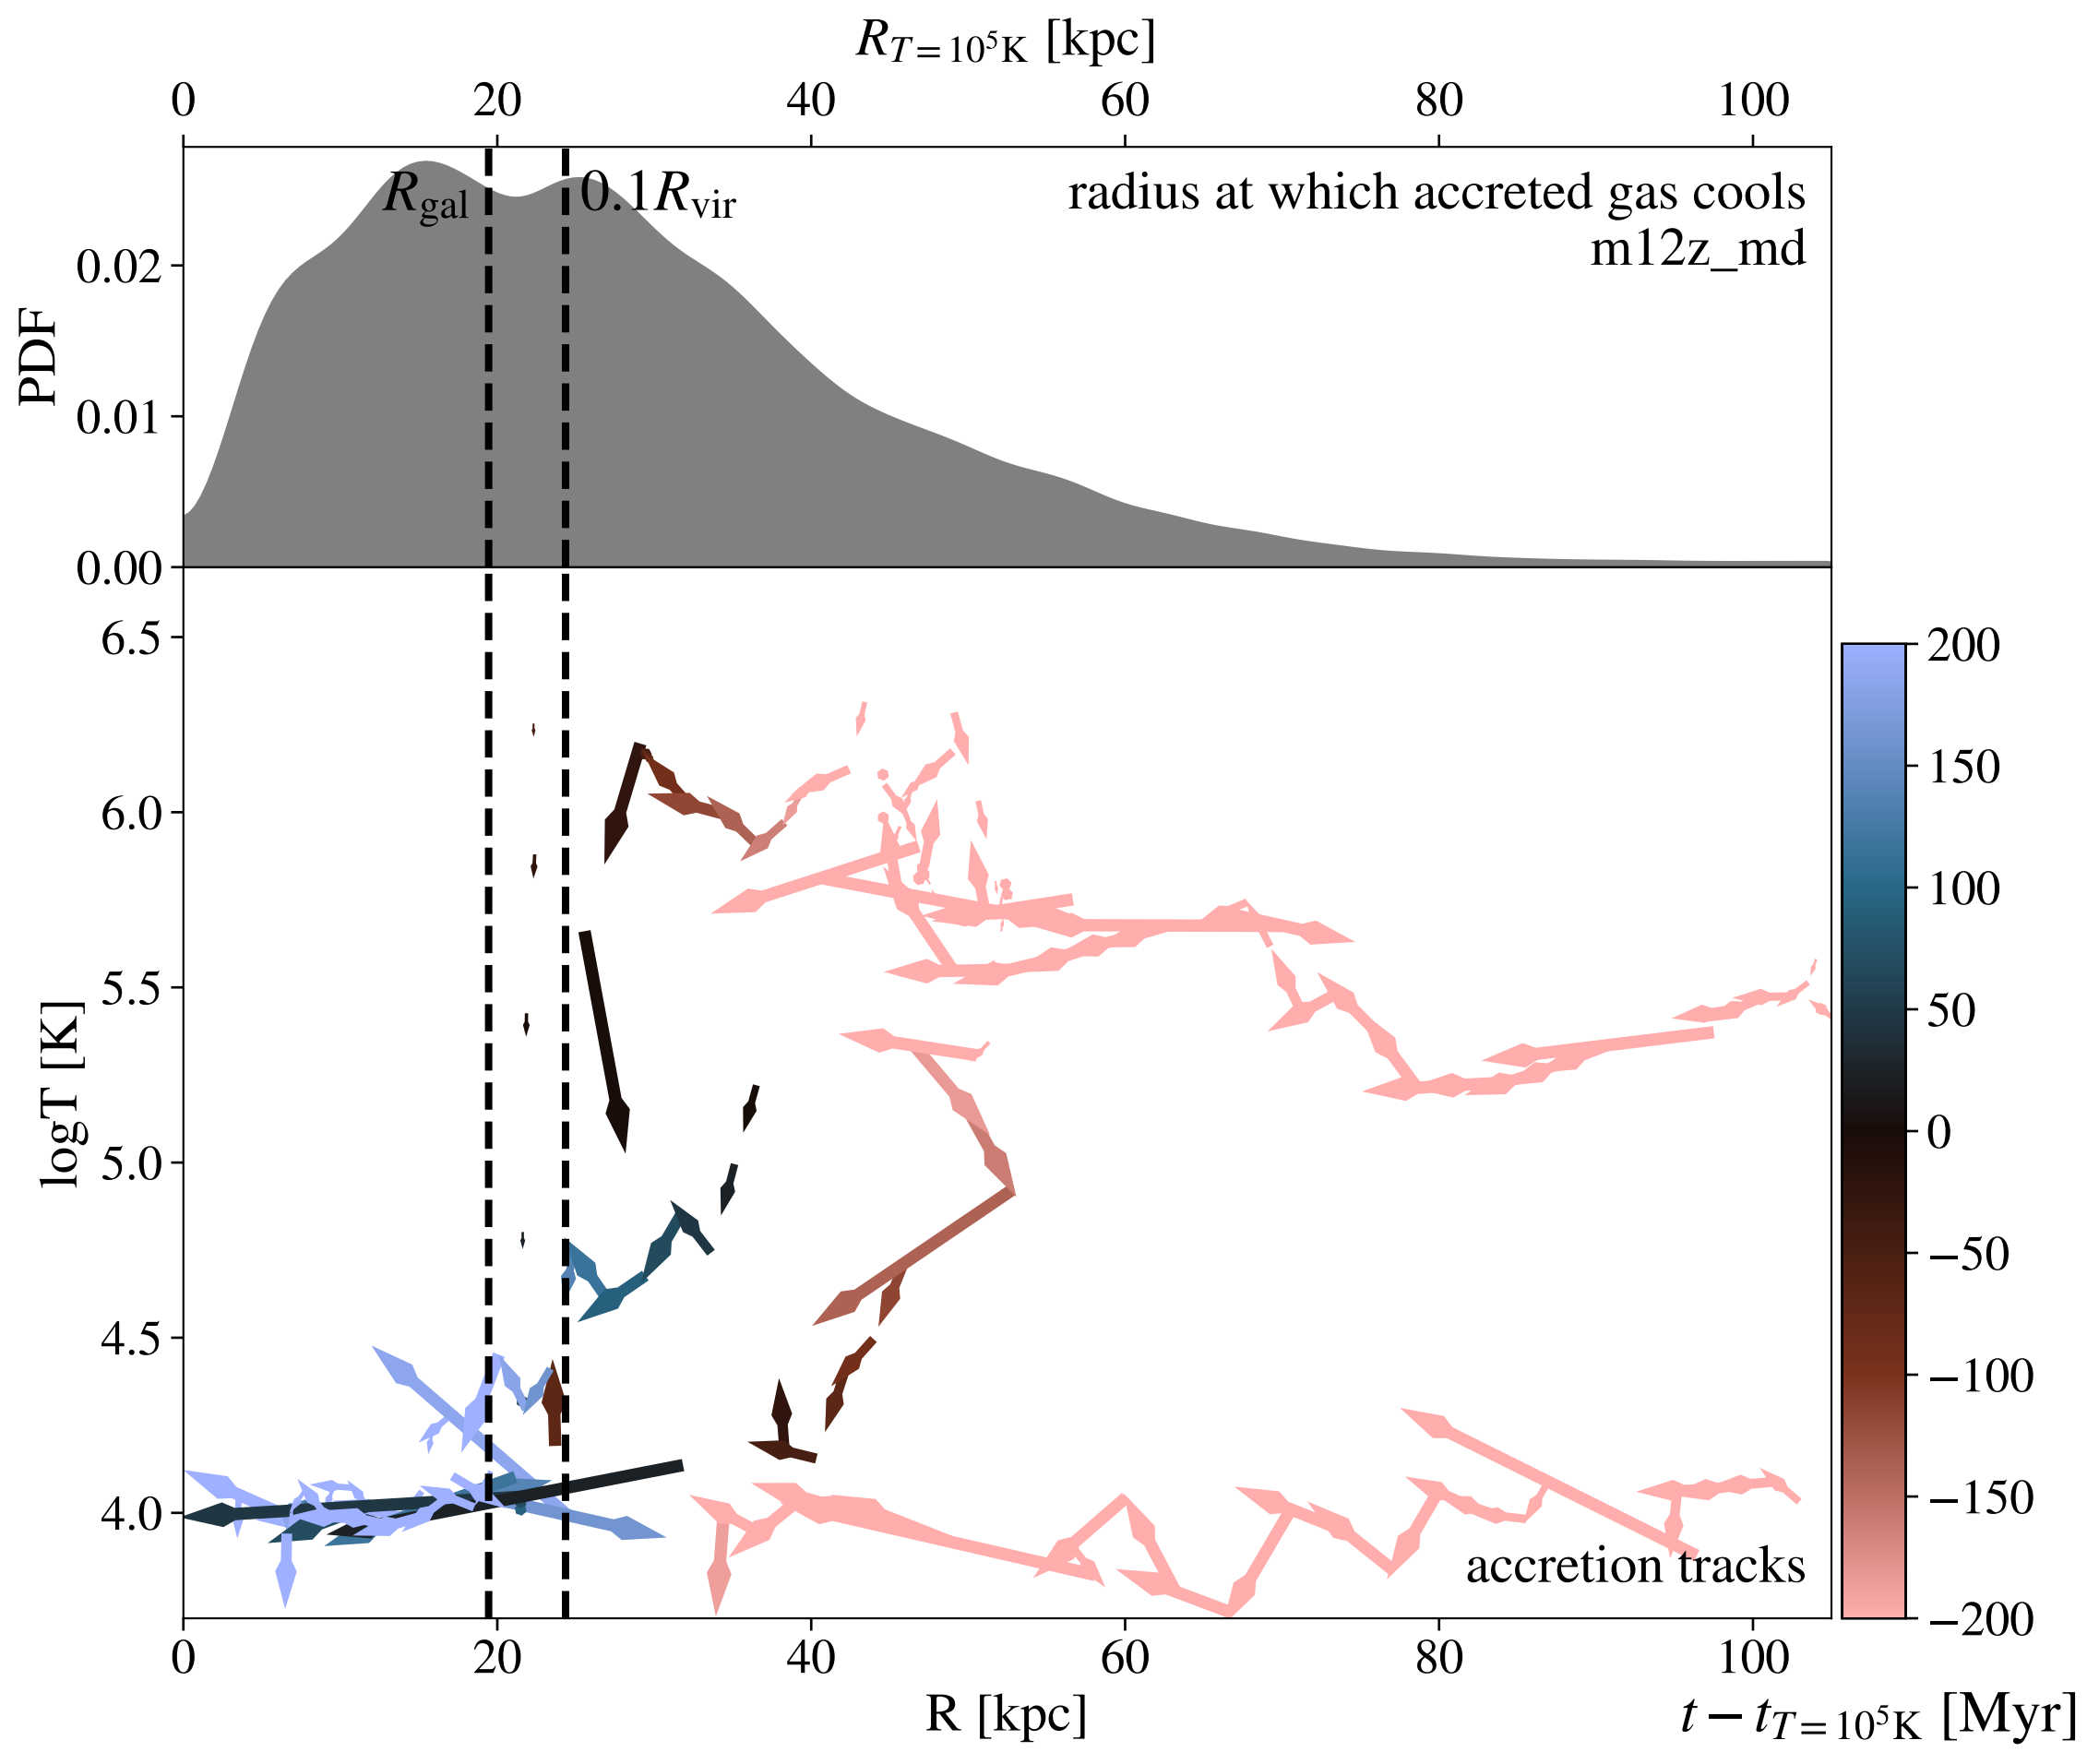 R_{T=10^5K} [kpc]
0 20 40 60 80 100
R_gal 0.1R_vir
radius at which accreted gas cools
m12z_md
PDF
0.02
0.01
0.00
6.5
6.0
5.5
5.0
4.5
4.0
logT [K]
accretion tracks
0 20 40 60 80 100
R [kpc]
200
150
100
50
0
−50
−100
−150
−200
t − t_{T=10^5K} [Myr]